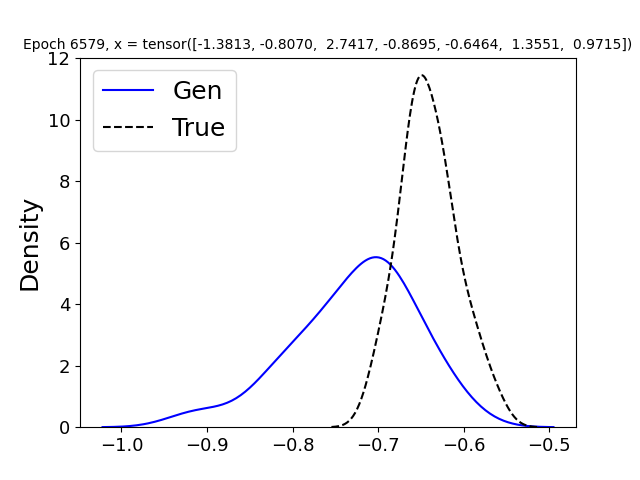 Epoch 6579, x = tensor([-1.3813, -0.8070,  2.7417, -0.8695, -0.6464,  1.3551,  0.9715])
Gen
True
Density
12
10
8
6
4
2
0
−1.0 −0.9 −0.8 −0.7 −0.6 −0.5